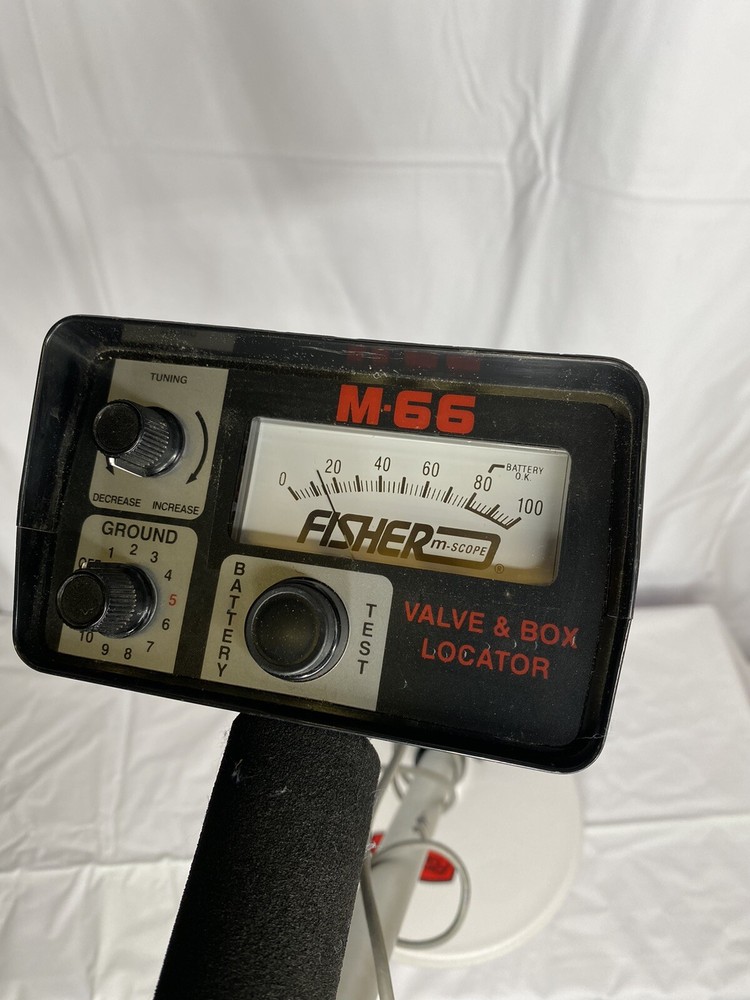 M-66
TUNING
DECREASE INCREASE
0 20 40 60 80 100
BATTERY
O.K.
FISHER m-SCOPE ®
GROUND
OFF 1 2 3 4 5 6 7 8 9 10
BATTERY
TEST
VALVE & BOX
LOCATOR